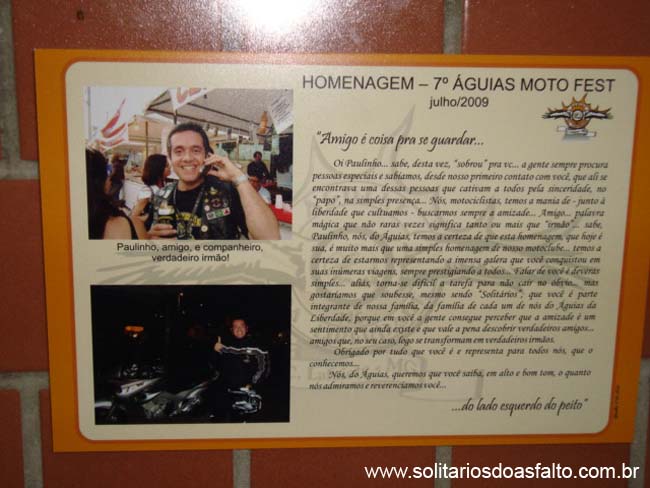 HOMENAGEM – 7º ÁGUIAS MOTO FEST
julho/2009
"Amigo é coisa pra se guardar...
Oi Paulinho... sabe, desta vez, "sobrou" pra vc... a gente sempre procura
pessoas especiais e sabíamos, desde nosso primeiro contato com você, que ali se
encontrava uma dessas pessoas que cativam a todos pela sinceridade, no
"papo", na simples presença... Nós, motociclistas, temos a mania de - junto à
liberdade que cultuamos - buscarmos sempre a amizade... Amigo... palavra
mágica que não raras vezes significa tanto ou mais que "irmão"... sabe,
Paulinho, nós, do Águias, temos a certeza de que esta homenagem, que hoje é
sua, é muito mais que uma simples homenagem de nosso motoclube... temos a
certeza de estarmos representando a imensa galera que você conquistou em
suas inúmeras viagens, sempre prestigiando a todos... Falar de você é deveras
simples... aliás, torna-se difícil a tarefa para não cair no óbvio... mas
gostaríamos que soubesse, mesmo sendo "Solitários", que você é parte
integrante de nossa família, da família de cada um de nós do Águias da
Liberdade, porque em você a gente consegue perceber que a amizade é um
sentimento que ainda existe e que vale a pena descobrir verdadeiros amigos...
amigos que, no seu caso, logo se transformam em verdadeiros irmãos.
Obrigado por tudo que você é e representa para todos nós, que o
conhecemos...
Nós, do Águias, queremos que você saiba, em alto e bom tom, o quanto
nós admiramos e reverenciamos você...
...do lado esquerdo do peito"
Paulinho, amigo, e companheiro,
verdadeiro irmão!
www.solitariosdoasfalto.com.br